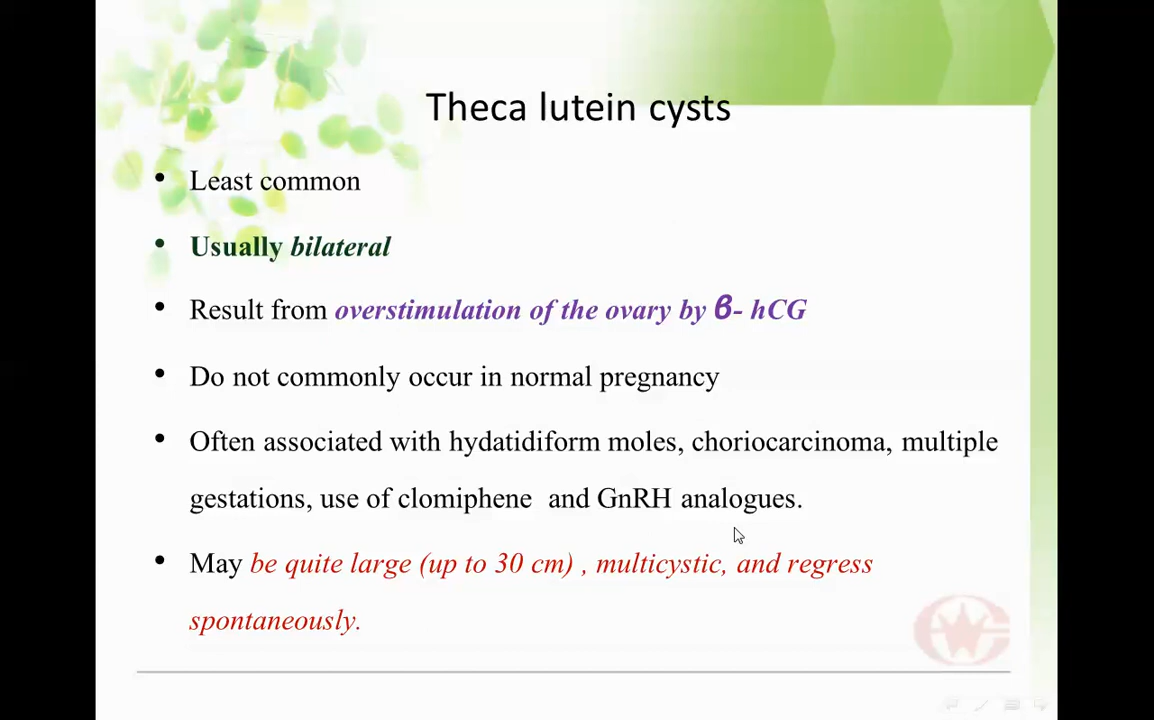 Theca lutein cysts
• Least common
• Usually bilateral
• Result from overstimulation of the ovary by β- hCG
• Do not commonly occur in normal pregnancy
• Often associated with hydatidiform moles, choriocarcinoma, multiple
gestations, use of clomiphene and GnRH analogues.
• May be quite large (up to 30 cm) , multicystic, and regress
spontaneously.